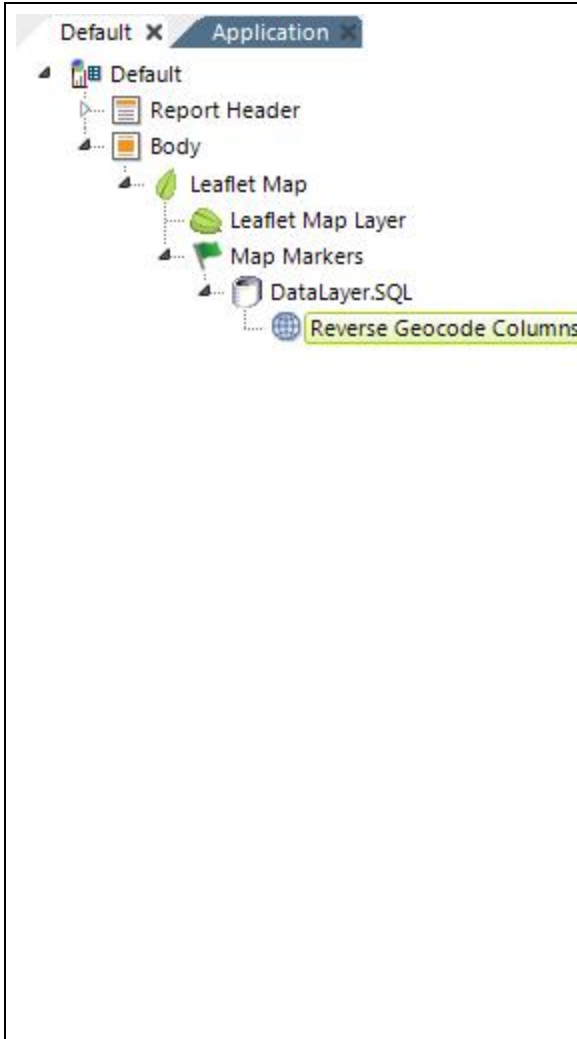 Default Application
Default
Report Header
Body
Leaflet Map
Leaflet Map Layer
Map Markers
DataLayer.SQL
Reverse Geocode Columns